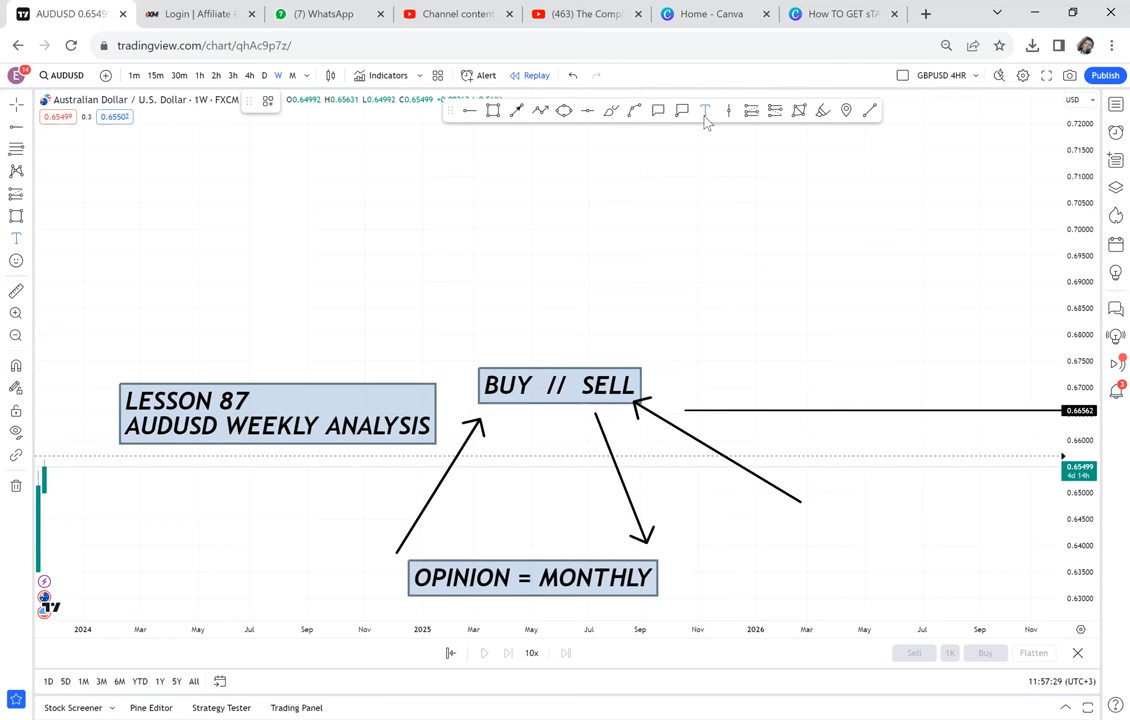 AUDUSD 0.6549
Login | Affiliate
(7) WhatsApp
Channel content
(463) The Compl
Home - Canva
How TO GET sTA
tradingview.com/chart/qhAc9p7z/
E 14
AUDUSD
1m 15m 30m 1h 2h 3h 4h D W M
Indicators
Alert
Replay
GBPUSD 4HR
Publish
Australian Dollar / U.S. Dollar · 1W · FXCM
O0.64992 H0.65631 L0.64992 C0.65499
0.65499 0.3 0.65502
USD
0.72000
0.71500
0.71000
0.70500
0.70000
0.69500
0.69000
0.68500
0.68000
0.67500
0.67000
0.66562
0.66000
0.65499
4d 14h
0.65000
0.64500
0.64000
0.63500
0.63000
BUY // SELL
LESSON 87
AUDUSD WEEKLY ANALYSIS
OPINION = MONTHLY
2024 Mar May Jul Sep Nov 2025 Mar May Jul Sep Nov 2026 Mar May Jul Sep Nov
10x
Sell 1K Buy Flatten
1D 5D 1M 3M 6M YTD 1Y 5Y All
11:57:29 (UTC+3)
Stock Screener Pine Editor Strategy Tester Trading Panel